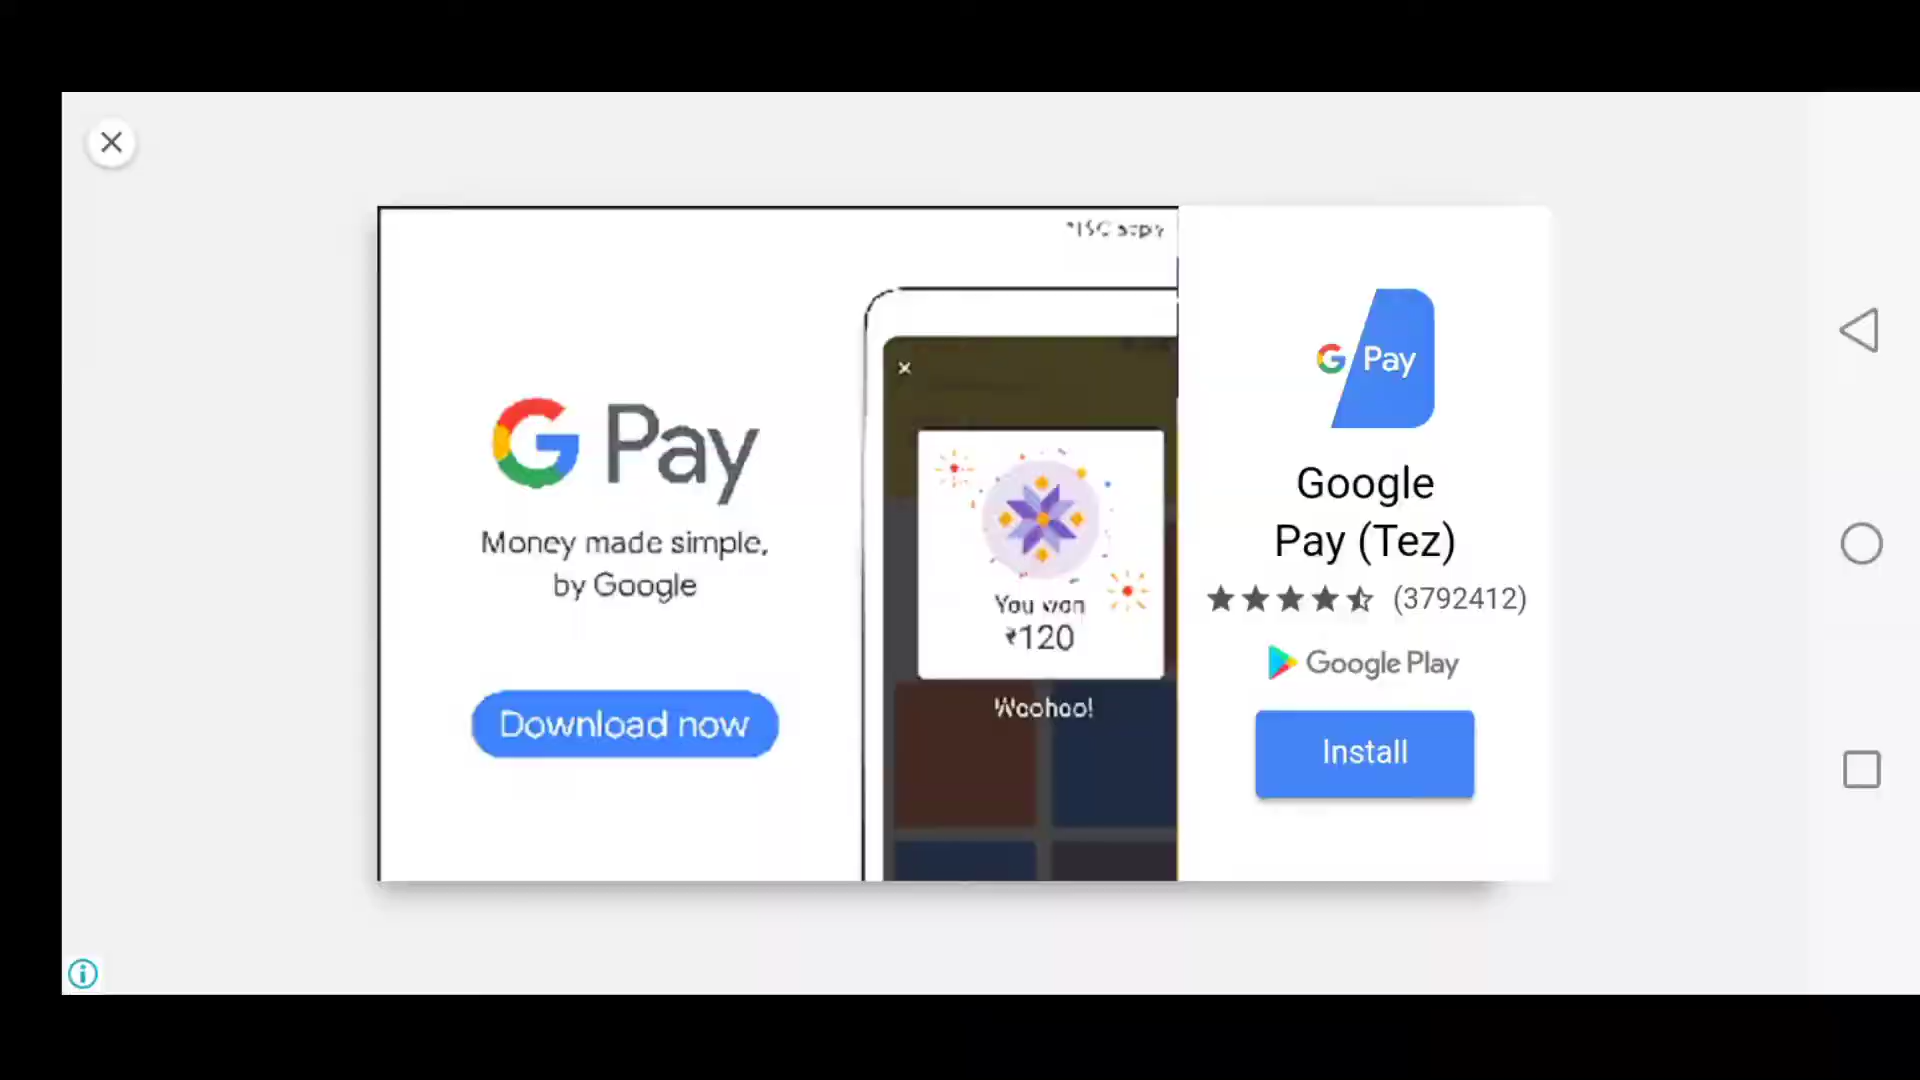 *T&C apply
G Pay
Money made simple,
by Google
Download now
You won
₹120
Woohoo!
G Pay
Google
Pay (Tez)
(3792412)
Google Play
Install